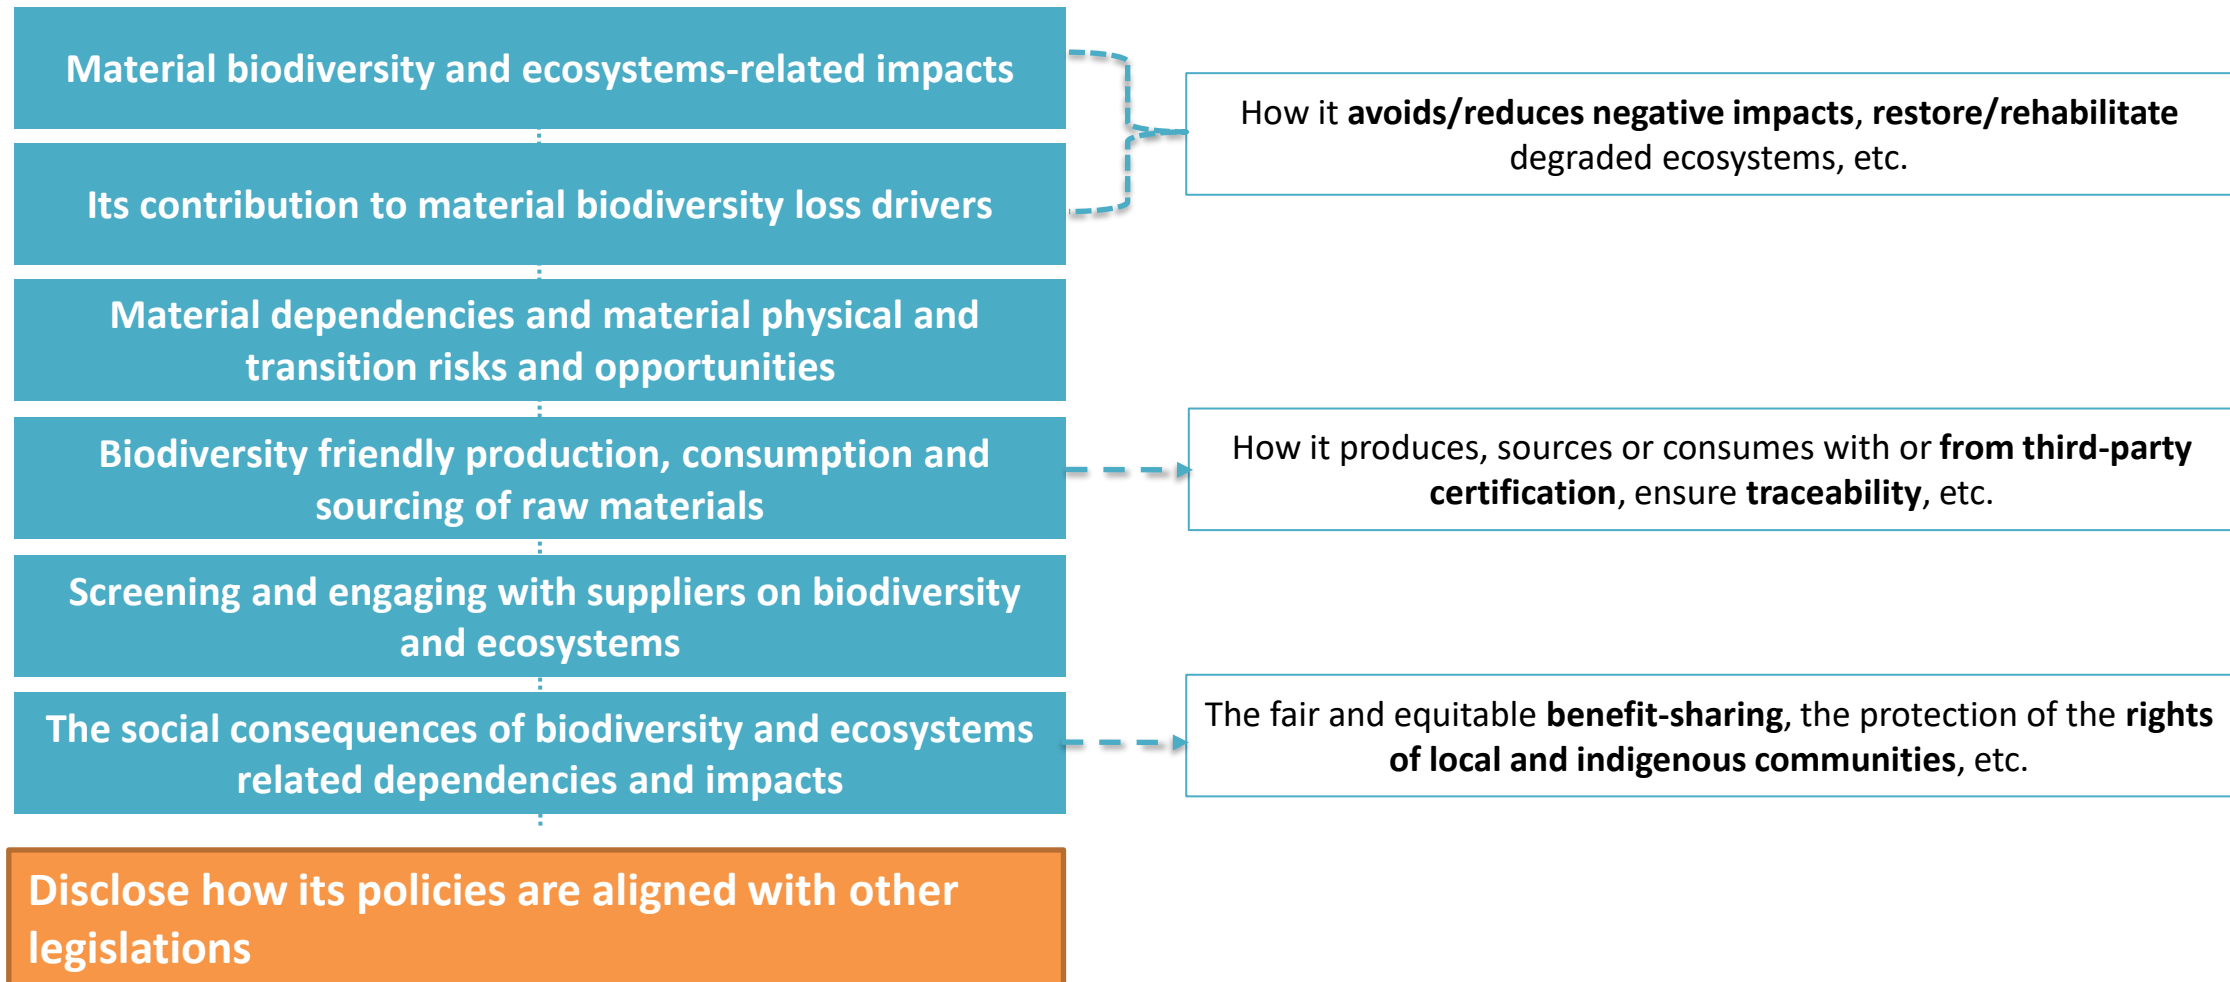 Material biodiversity and ecosystems-related impacts
How it avoids/reduces negative impacts, restore/rehabilitate
degraded ecosystems, etc.
Its contribution to material biodiversity loss drivers
Material dependencies and material physical and
transition risks and opportunities
Biodiversity friendly production, consumption and
sourcing of raw materials
How it produces, sources or consumes with or from third-party
certification, ensure traceability, etc.
Screening and engaging with suppliers on biodiversity
and ecosystems
The social consequences of biodiversity and ecosystems
related dependencies and impacts
The fair and equitable benefit-sharing, the protection of the rights
of local and indigenous communities, etc.
Disclose how its policies are aligned with other
legislations